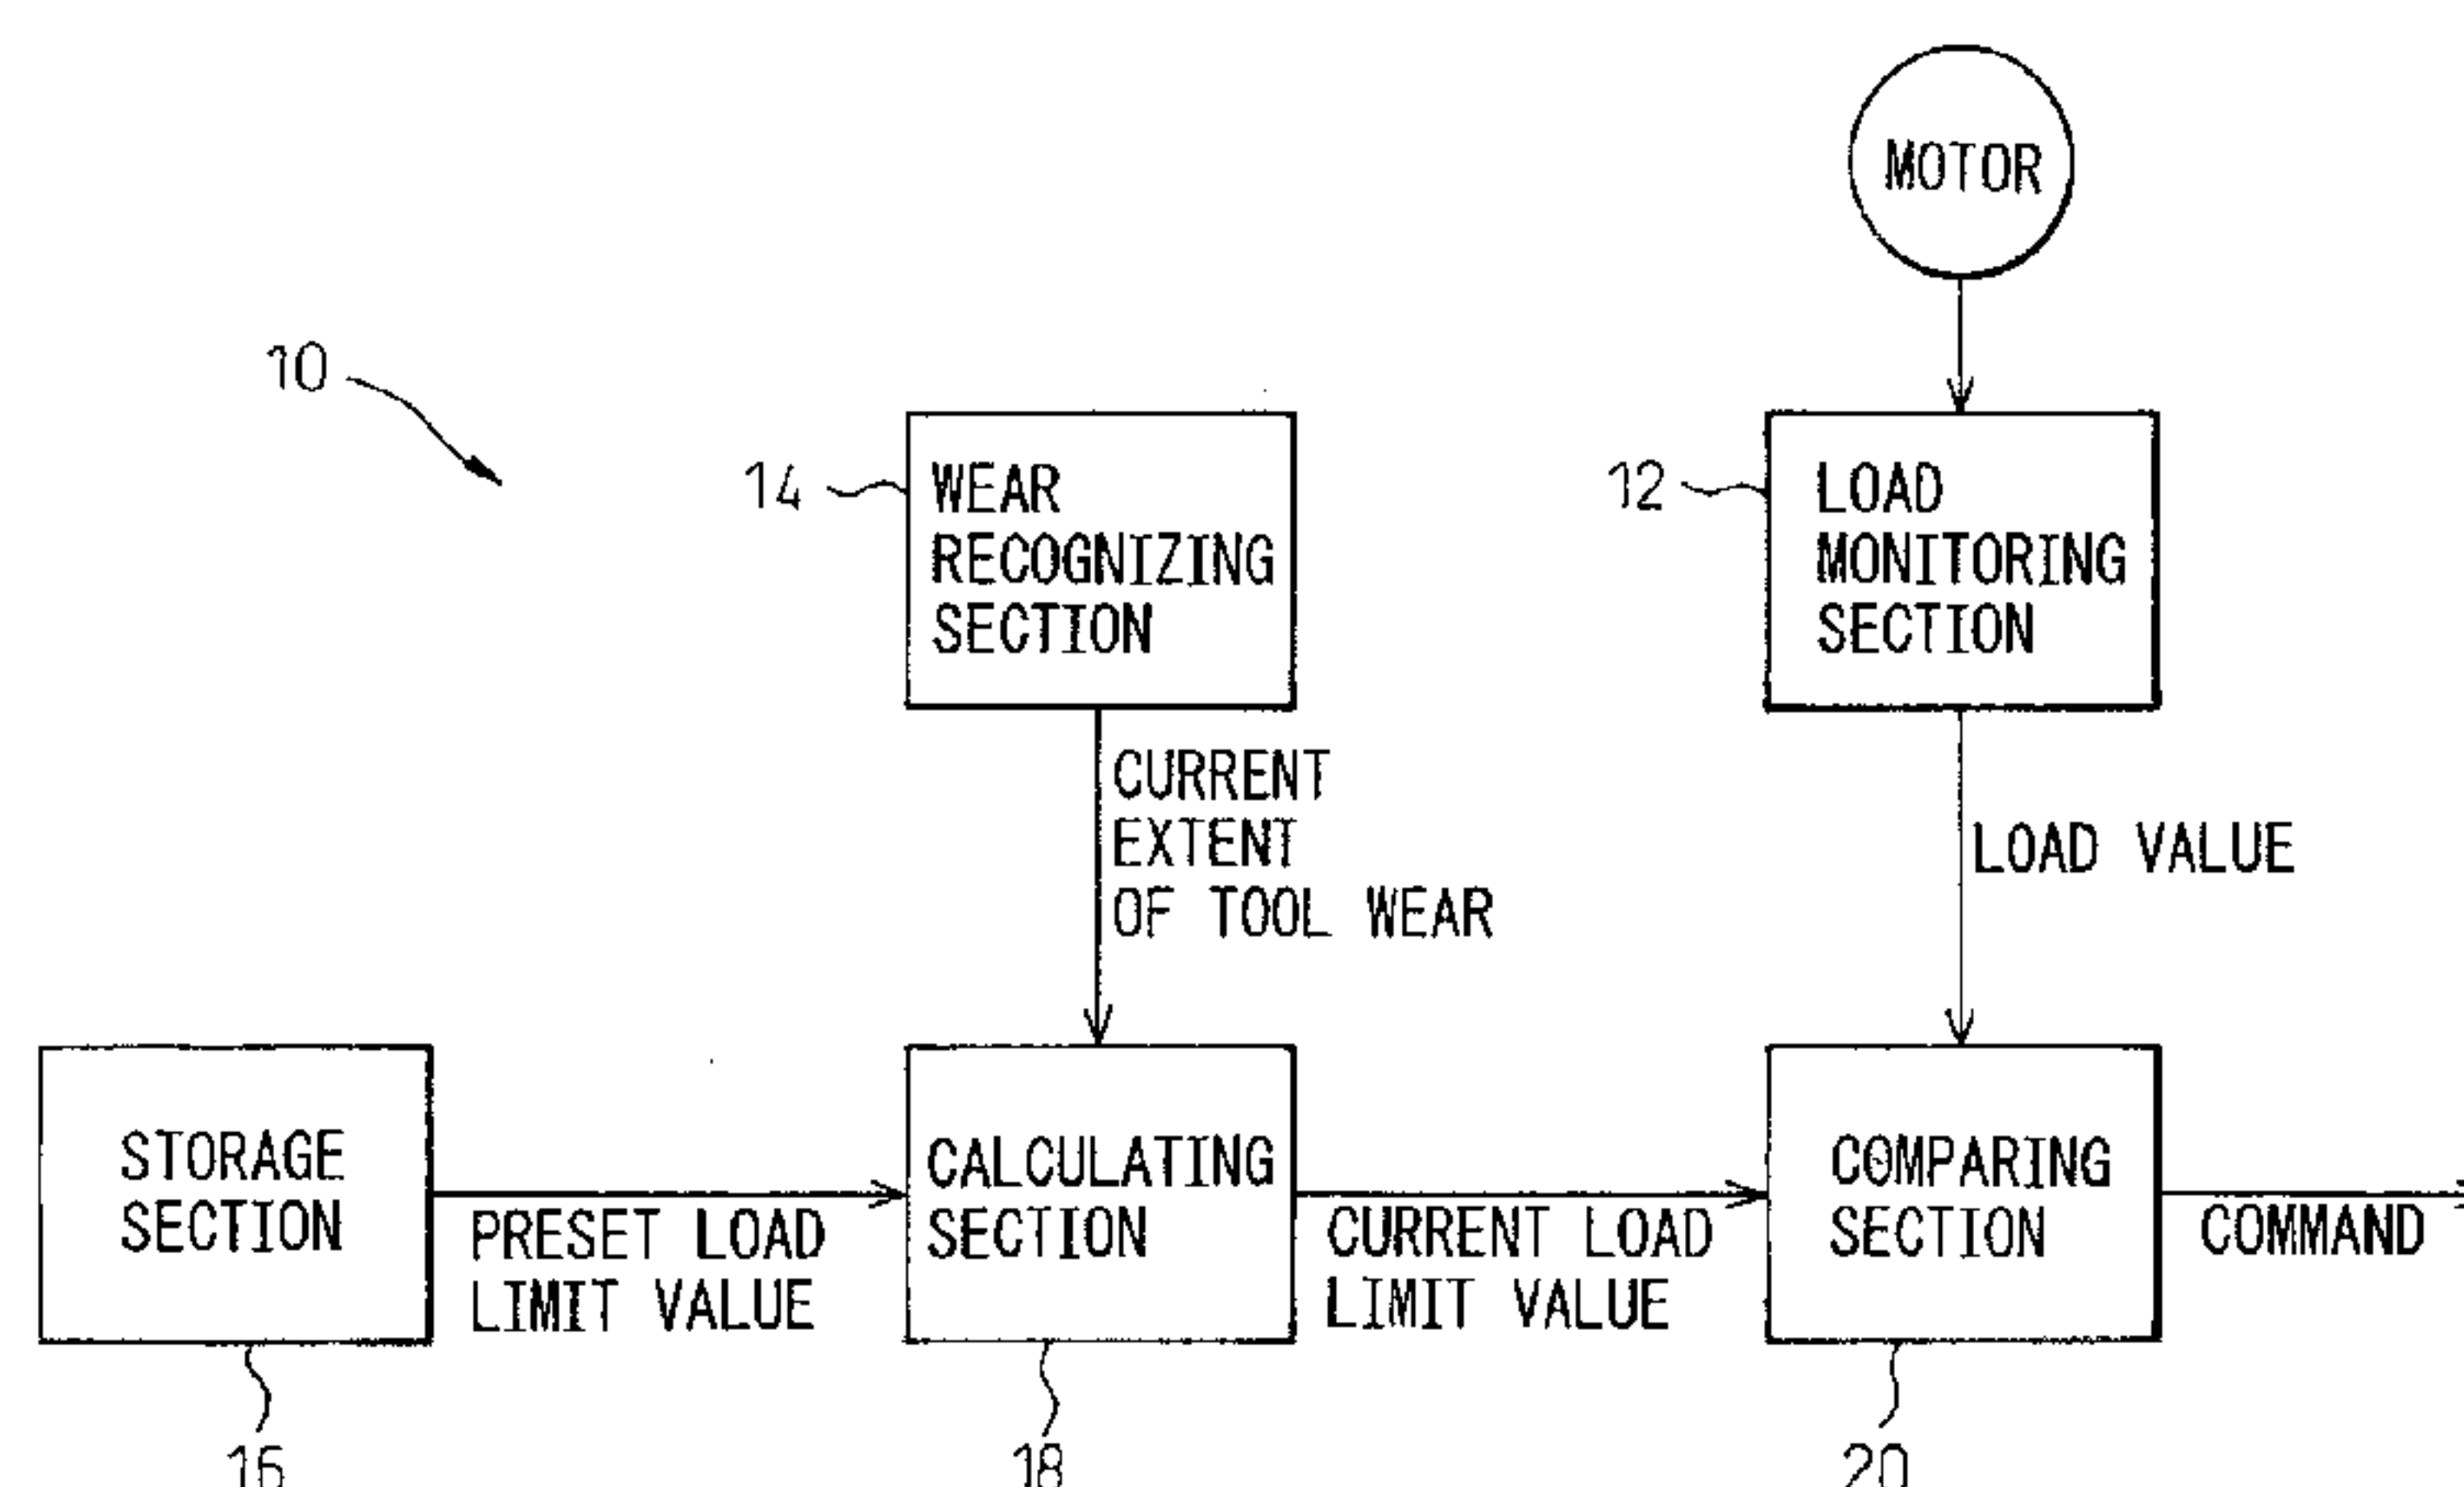 MOTOR
10
14
WEAR
RECOGNIZING
SECTION
12
LOAD
MONITORING
SECTION
CURRENT
EXTENT
OF TOOL WEAR
LOAD VALUE
STORAGE
SECTION
PRESET LOAD
LIMIT VALUE
CALCULATING
SECTION
CURRENT LOAD
LIMIT VALUE
COMPARING
SECTION
COMMAND
16
18
20